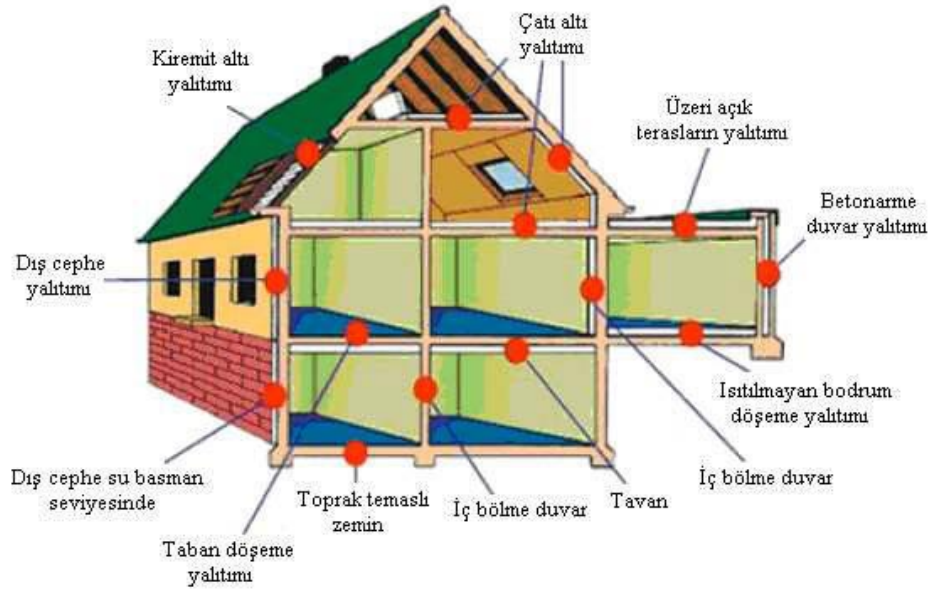 Çatı altı
yalıtımı
Kiremit altı
yalıtımı
Üzeri açık
terasların yalıtımı
Betonarme
duvar yalıtımı
Dış cephe
yalıtımı
Isıtılmayan bodrum
döşeme yalıtımı
Dış cephe su basman
seviyesinde
Toprak temaslı
zemin
İç bölme duvar
Tavan
İç bölme duvar
Taban döşeme
yalıtımı